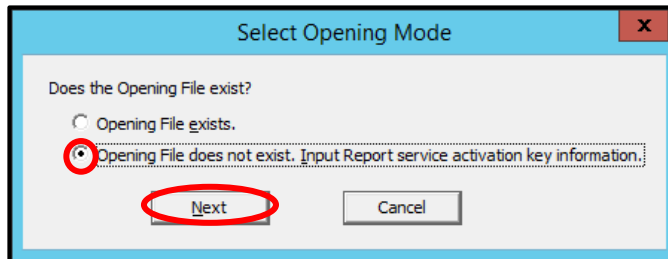 Select Opening Mode
x
Does the Opening File exist?
Opening File exists.
Opening File does not exist. Input Report service activation key information.
Next
Cancel